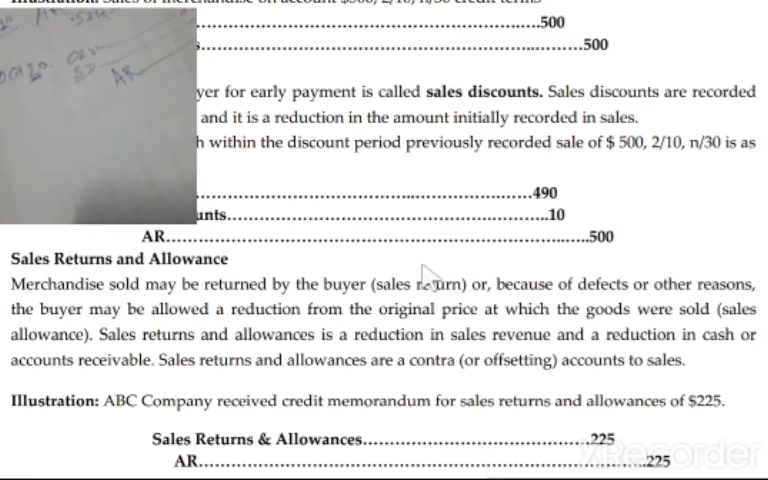 ...............................................................................500
s...............................................................................500
yer for early payment is called sales discounts. Sales discounts are recorded
and it is a reduction in the amount initially recorded in sales.
h within the discount period previously recorded sale of $ 500, 2/10, n/30 is as
...............................................................................490
unts...............................................................................10
AR...............................................................................500
Sales Returns and Allowance
Merchandise sold may be returned by the buyer (sales return) or, because of defects or other reasons,
the buyer may be allowed a reduction from the original price at which the goods were sold (sales
allowance). Sales returns and allowances is a reduction in sales revenue and a reduction in cash or
accounts receivable. Sales returns and allowances are a contra (or offsetting) accounts to sales.
Illustration: ABC Company received credit memorandum for sales returns and allowances of $225.
Sales Returns & Allowances...............................................225
AR...............................................................................225
XRecorder
AR